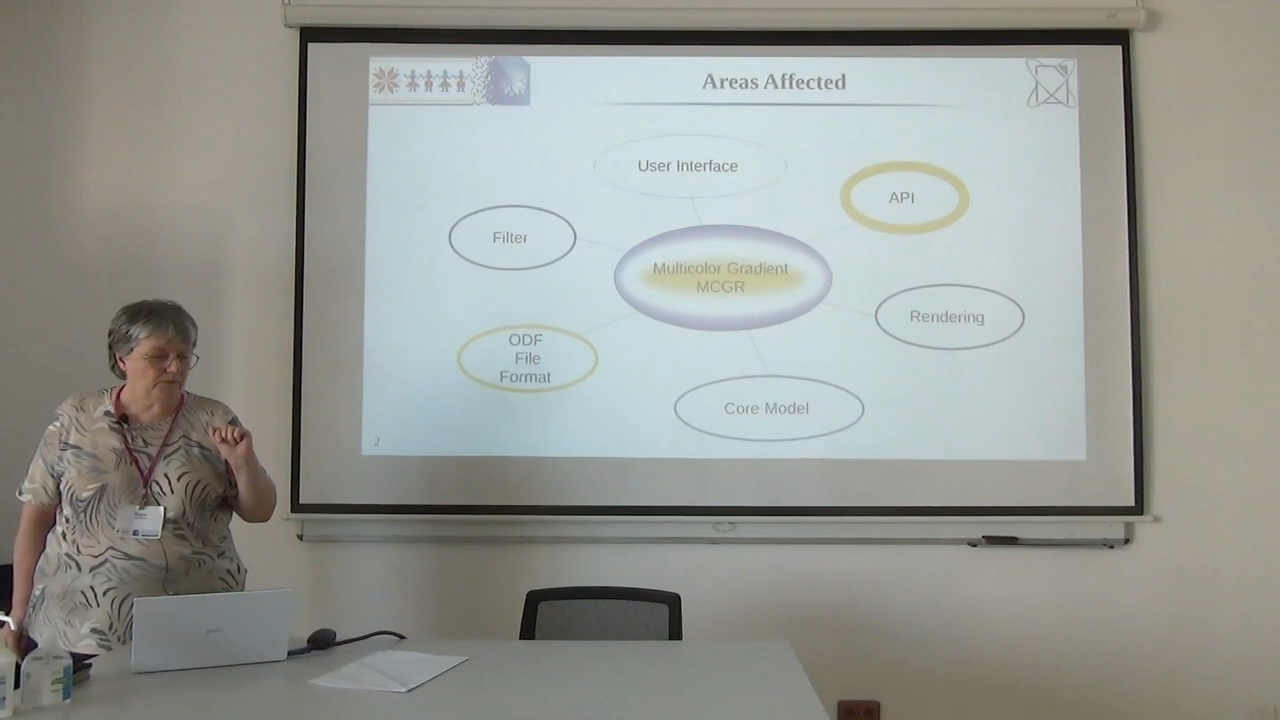 Areas Affected
User Interface
API
Filter
Multicolor Gradient
MCGR
Rendering
ODF
File
Format
Core Model
2